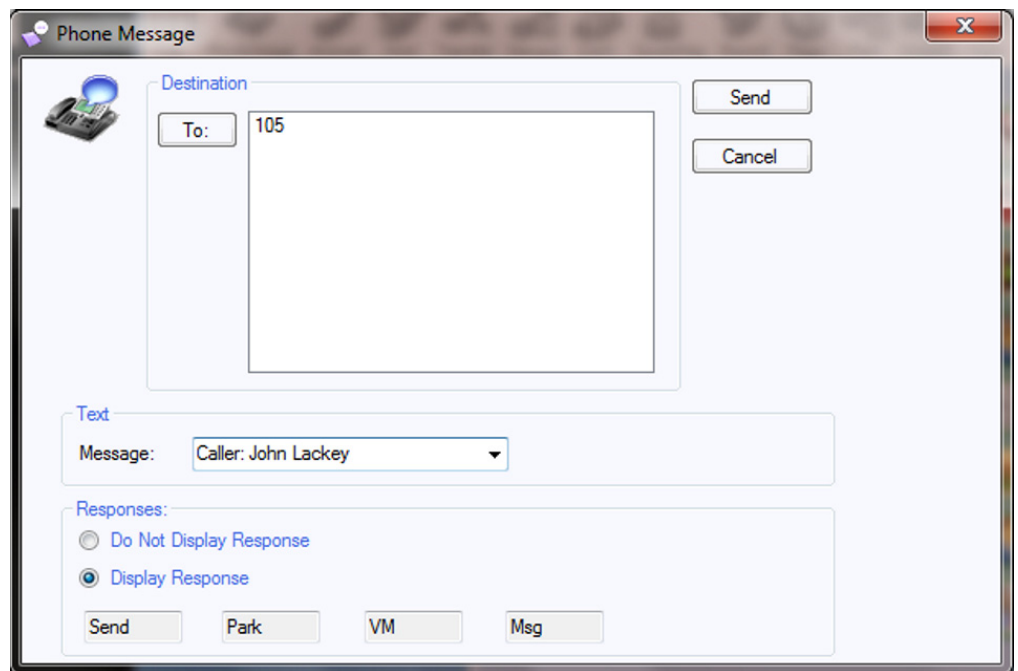 Phone Message
Destination
To:
105
Send
Cancel
Text
Message:
Caller: John Lackey
Responses:
Do Not Display Response
Display Response
Send Park VM Msg